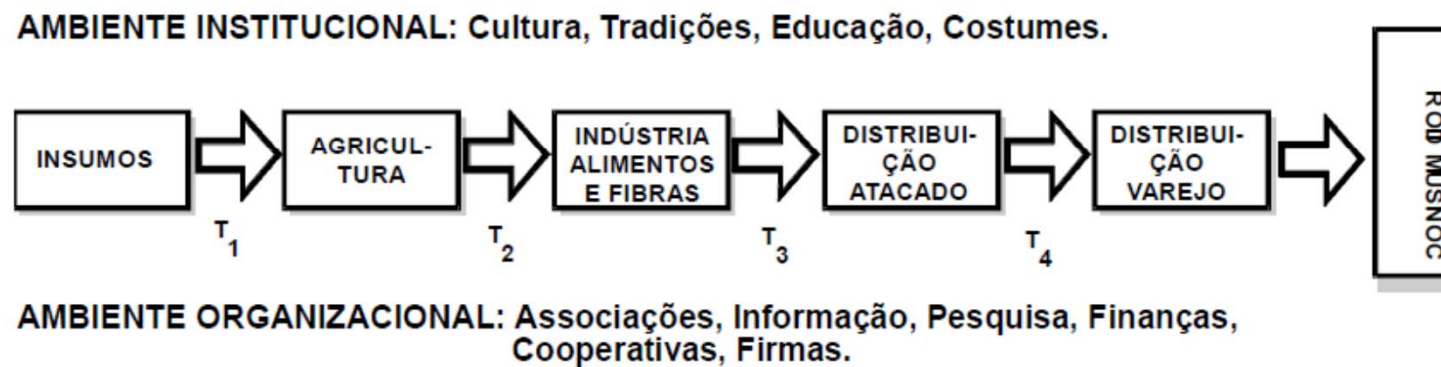 AMBIENTE INSTITUCIONAL: Cultura, Tradições, Educação, Costumes.
INSUMOS
AGRICUL-
TURA
INDÚSTRIA
ALIMENTOS
E FIBRAS
DISTRIBUI-
ÇÃO
ATACADO
DISTRIBUI-
ÇÃO
VAREJO
T1
T2
T3
T4
AMBIENTE ORGANIZACIONAL: Associações, Informação, Pesquisa, Finanças,
Cooperativas, Firmas.